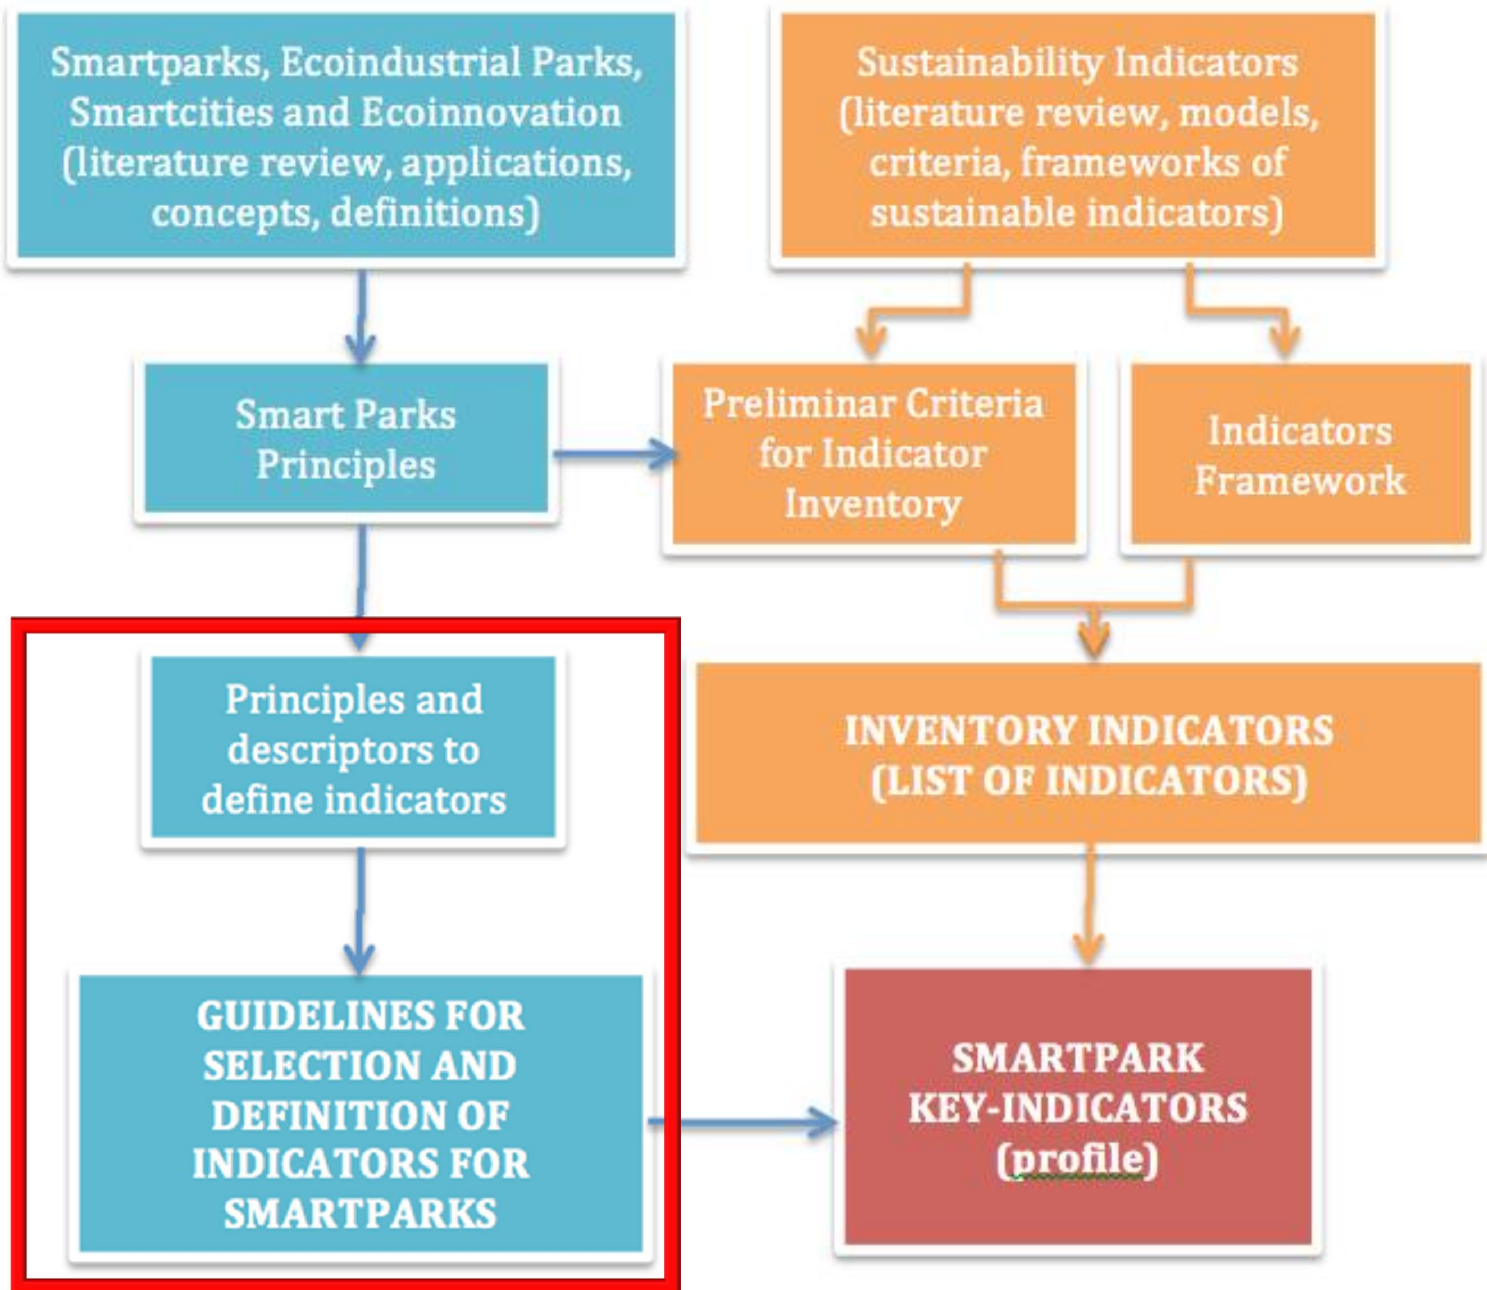 Smartparks, Ecoindustrial Parks,
Smartcities and Ecoinnovation
(literature review, applications,
concepts, definitions)
Sustainability Indicators
(literature review, models,
criteria, frameworks of
sustainable indicators)
Smart Parks
Principles
Preliminar Criteria
for Indicator
Inventory
Indicators
Framework
Principles and
descriptors to
define indicators
INVENTORY INDICATORS
(LIST OF INDICATORS)
GUIDELINES FOR
SELECTION AND
DEFINITION OF
INDICATORS FOR
SMARTPARKS
SMARTPARK
KEY-INDICATORS
(profile)